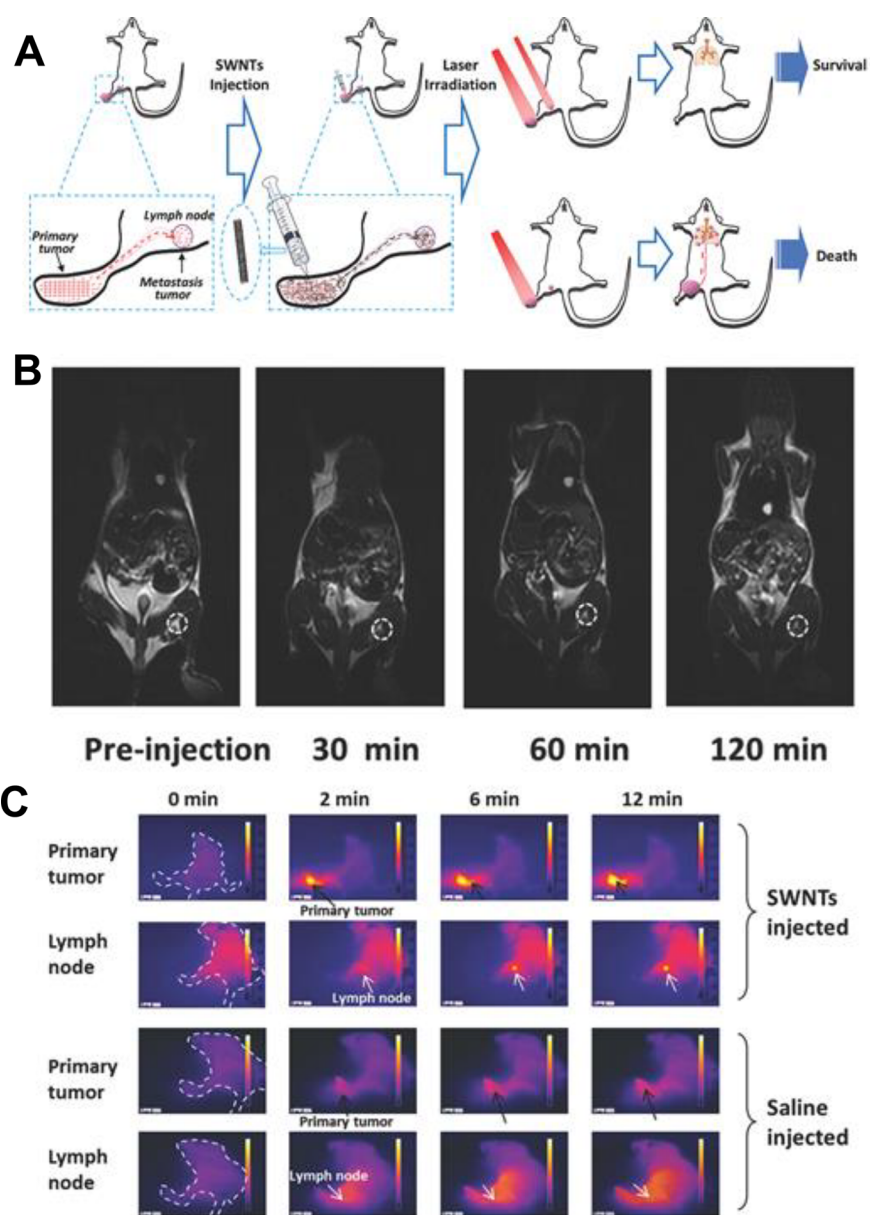 A
SWNTs
Injection
Laser
Irradiation
Survival
Primary
tumor
Lymph node
Metastasis
tumor
Death
B
Pre-injection
30 min
60 min
120 min
C
0 min
2 min
6 min
12 min
Primary
tumor
Primary tumor
Lymph
node
Lymph node
SWNTs
injected
Primary
tumor
Primary tumor
Lymph
node
Lymph node
Saline
injected